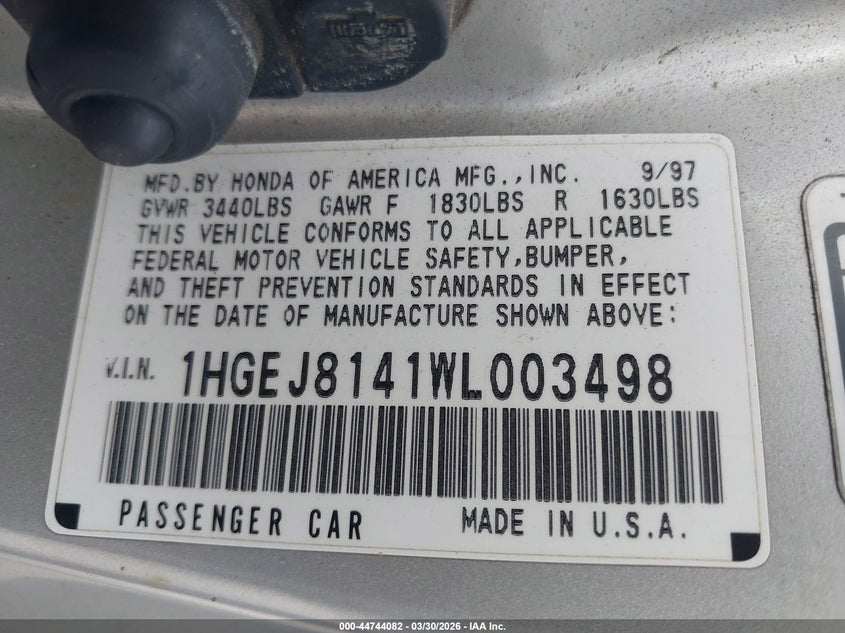 MFD.BY HONDA OF AMERICA MFG.,INC. 9/97
GVWR 3440LBS GAWR F 1830LBS R 1630LBS
THIS VEHICLE CONFORMS TO ALL APPLICABLE
FEDERAL MOTOR VEHICLE SAFETY,BUMPER,
AND THEFT PREVENTION STANDARDS IN EFFECT
ON THE DATE OF MANUFACTURE SHOWN ABOVE:
V.I.N. 1HGEJ8141WL003498
PASSENGER CAR MADE IN U.S.A.
000-44744082 — 03/30/2026 — IAA Inc.